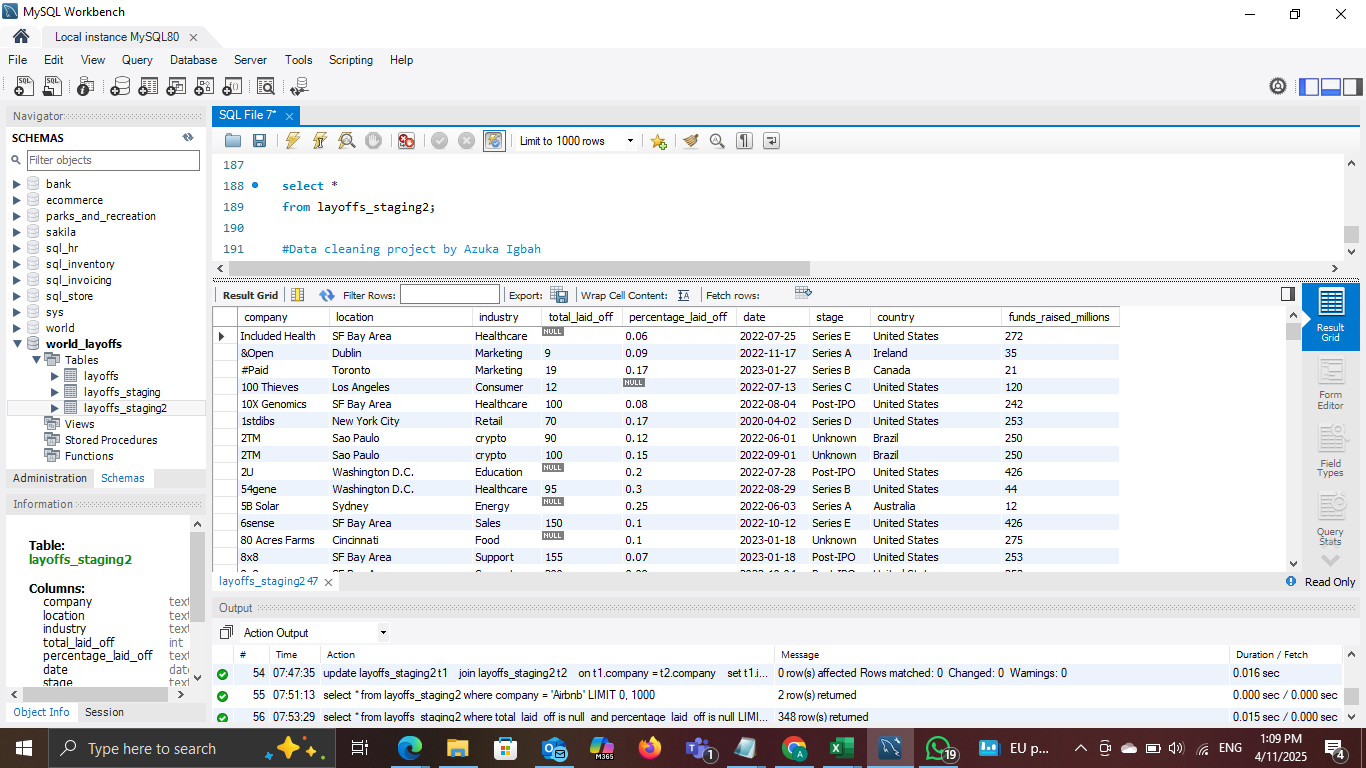 MySQL Workbench
Local instance MySQL80
File Edit View Query Database Server Tools Scripting Help
Navigator
SCHEMAS
Filter objects
bank
ecommerce
parks_and_recreation
sakila
sql_hr
sql_inventory
sql_invoicing
sql_store
sys
world
world_layoffs
Tables
layoffs
layoffs_staging
layoffs_staging2
Views
Stored Procedures
Functions
Administration Schemas
Information
Table:
layoffs_staging2
Columns:
company text
location text
industry text
total_laid_off int
percentage_laid_off text
date
stage text
Object Info Session
SQL File 7*
Limit to 1000 rows
187
188 select *
189 from layoffs_staging2;
190
191 #Data cleaning project by Azuka Igbah
Result Grid Filter Rows: Export: Wrap Cell Content: Fetch rows:
company location industry total_laid_off percentage_laid_off date stage country funds_raised_millions
Included Health SF Bay Area Healthcare NULL 0.06 2022-07-25 Series E United States 272
&Open Dublin Marketing 9 0.09 2022-11-17 Series A Ireland 35
#Paid Toronto Marketing 19 0.17 2023-01-27 Series B Canada 21
100 Thieves Los Angeles Consumer 12 NULL 2022-07-13 Series C United States 120
10X Genomics SF Bay Area Healthcare 100 0.08 2022-08-04 Post-IPO United States 242
1stdibs New York City Retail 70 0.17 2020-04-02 Series D United States 253
2TM Sao Paulo crypto 90 0.12 2022-06-01 Unknown Brazil 250
2TM Sao Paulo crypto 100 0.15 2022-09-01 Unknown Brazil 250
2U Washington D.C. Education NULL 0.2 2022-07-28 Post-IPO United States 426
54gene Washington D.C. Healthcare 95 0.3 2022-08-29 Series B United States 44
5B Solar Sydney Energy NULL 0.25 2022-06-03 Series A Australia 12
6sense SF Bay Area Sales 150 0.1 2022-10-12 Series E United States 426
80 Acres Farms Cincinnati Food NULL 0.1 2023-01-18 Unknown United States 275
8x8 SF Bay Area Support 155 0.07 2023-01-18 Post-IPO United States 253
Result Grid
Form Editor
Field Types
Query Stats
layoffs_staging2 47
Read Only
Output
Action Output
# Time Action Message Duration / Fetch
54 07:47:35 update layoffs_staging2 t1 join layoffs_staging2 t2 on t1.company = t2.company set t1.i... 0 row(s) affected Rows matched: 0 Changed: 0 Warnings: 0 0.016 sec
55 07:51:13 select * from layoffs_staging2 where company = 'Airbnb' LIMIT 0, 1000 2 row(s) returned 0.000 sec / 0.000 sec
56 07:53:29 select * from layoffs_staging2 where total_laid_off is null and percentage_laid_off is null LIMI... 348 row(s) returned 0.015 sec / 0.000 sec
Type here to search
M365
1
19
EU p...
ENG
1:09 PM
4/11/2025
4